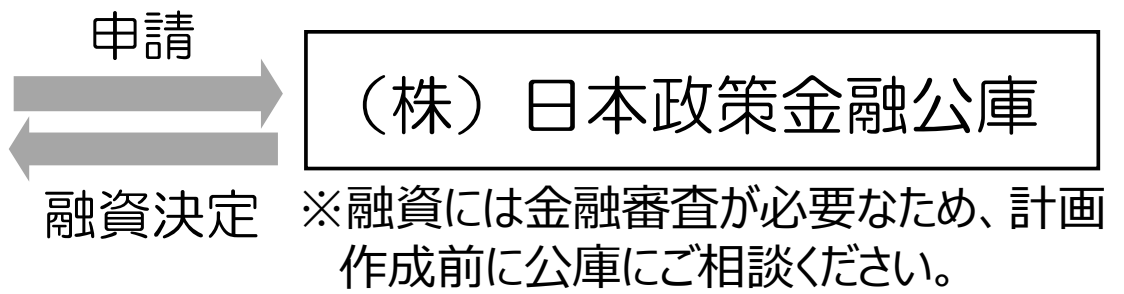 申請
（株）日本政策金融公庫
融資決定
※融資には金融審査が必要なため、計画
作成前に公庫にご相談ください。